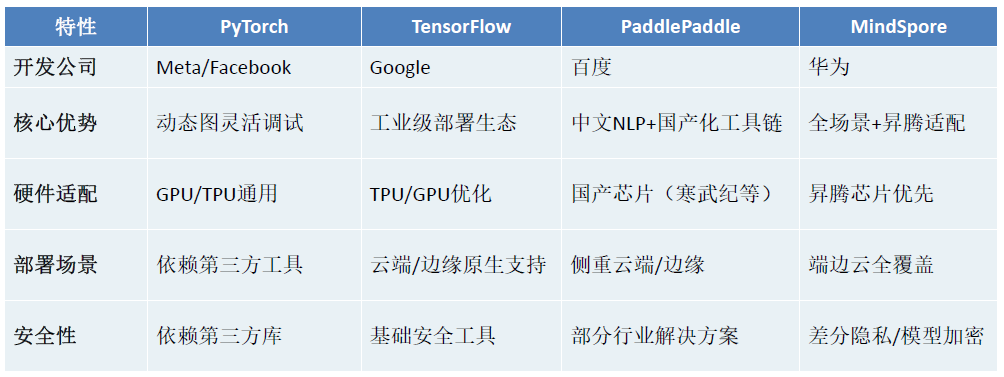 特性 PyTorch TensorFlow PaddlePaddle MindSpore
开发公司 Meta/Facebook Google 百度 华为
核心优势 动态图灵活调试 工业级部署生态 中文NLP+国产化工具链 全场景+昇腾适配
硬件适配 GPU/TPU通用 TPU/GPU优化 国产芯片（寒武纪等） 昇腾芯片优先
部署场景 依赖第三方工具 云端/边缘原生支持 侧重云端/边缘 端边云全覆盖
安全性 依赖第三方库 基础安全工具 部分行业解决方案 差分隐私/模型加密